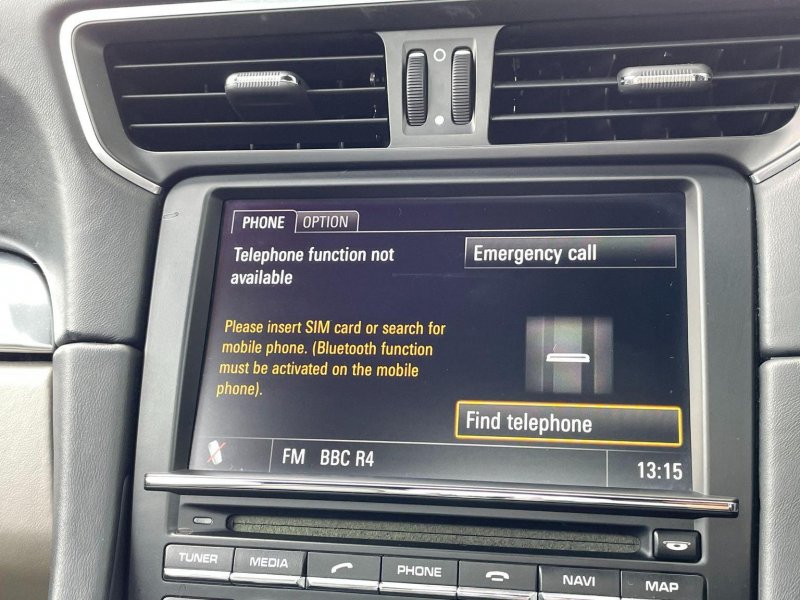 PHONE OPTION
Telephone function not
available
Emergency call
Please insert SIM card or search for
mobile phone. (Bluetooth function
must be activated on the mobile
phone).
Find telephone
FM BBC R4
13:15
TUNER MEDIA PHONE NAVI MAP